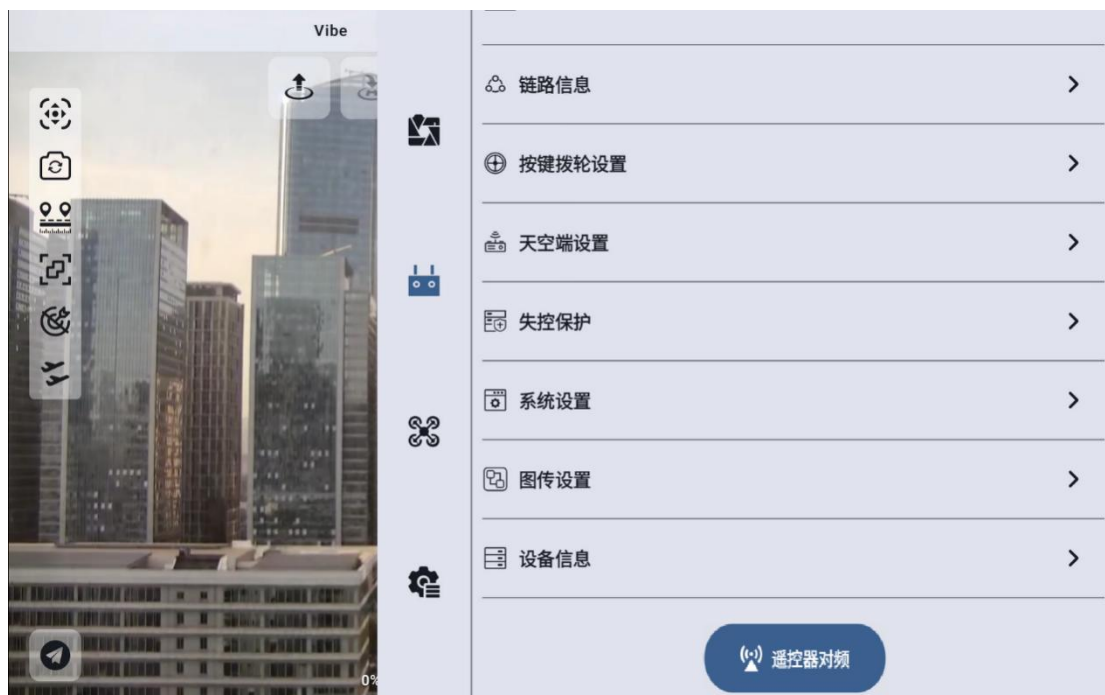 Vibe
链路信息
按键拨轮设置
天空端设置
失控保护
系统设置
图传设置
设备信息
遥控器对频
0%